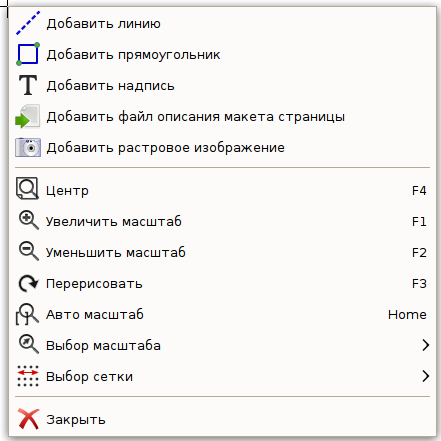 Добавить линию
Добавить прямоугольник
Добавить надпись
Добавить файл описания макета страницы
Добавить растровое изображение
Центр F4
Увеличить масштаб F1
Уменьшить масштаб F2
Перерисовать F3
Авто масштаб Home
Выбор масштаба
Выбор сетки
Закрыть